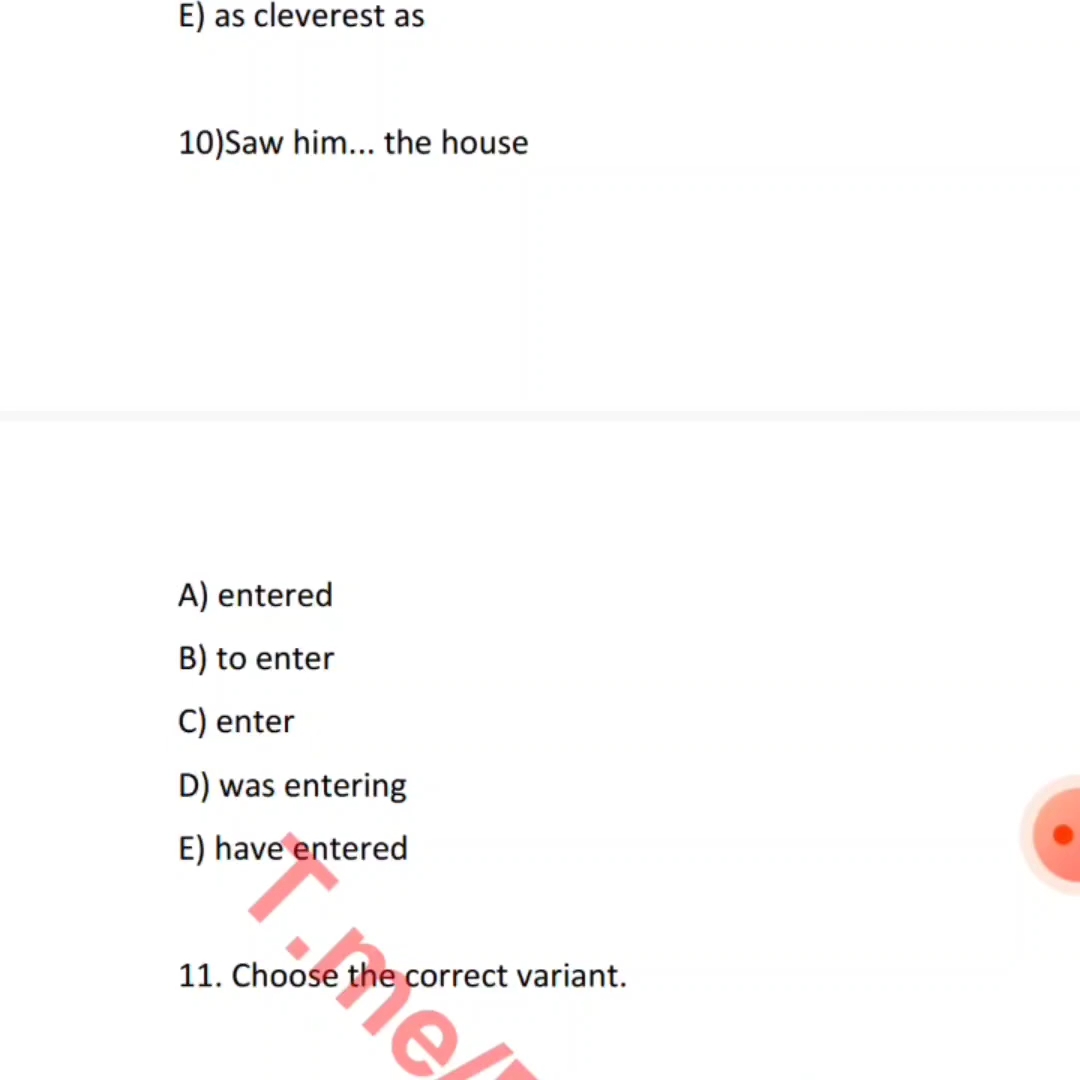 E) as cleverest as
10)Saw him... the house
A) entered
B) to enter
C) enter
D) was entering
E) have entered
11. Choose the correct variant.
T.me/